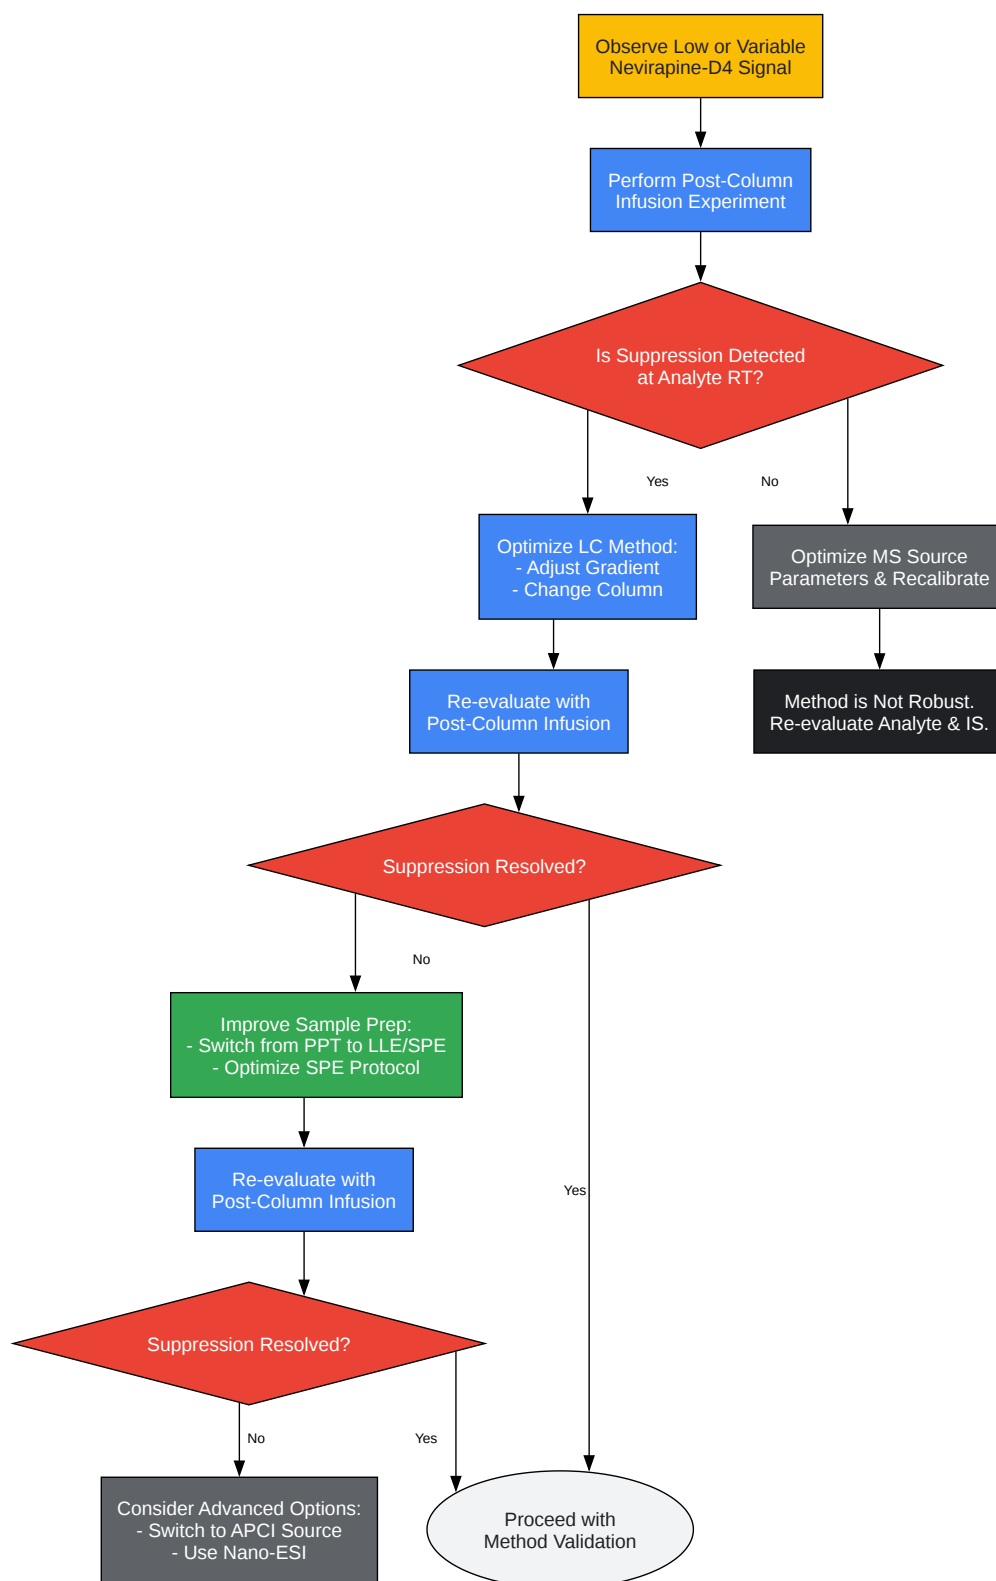 Observe Low or Variable
Nevirapine-D4 Signal
Perform Post-Column
Infusion Experiment
Is Suppression Detected
at Analyte RT?
Yes
No
Optimize LC Method:
- Adjust Gradient
- Change Column
Optimize MS Source
Parameters & Recalibrate
Re-evaluate with
Post-Column Infusion
Method is Not Robust.
Re-evaluate Analyte & IS.
Suppression Resolved?
No
Improve Sample Prep:
- Switch from PPT to LLE/SPE
- Optimize SPE Protocol
Re-evaluate with
Post-Column Infusion
Yes
Suppression Resolved?
No
Yes
Consider Advanced Options:
- Switch to APCI Source
- Use Nano-ESI
Proceed with
Method Validation